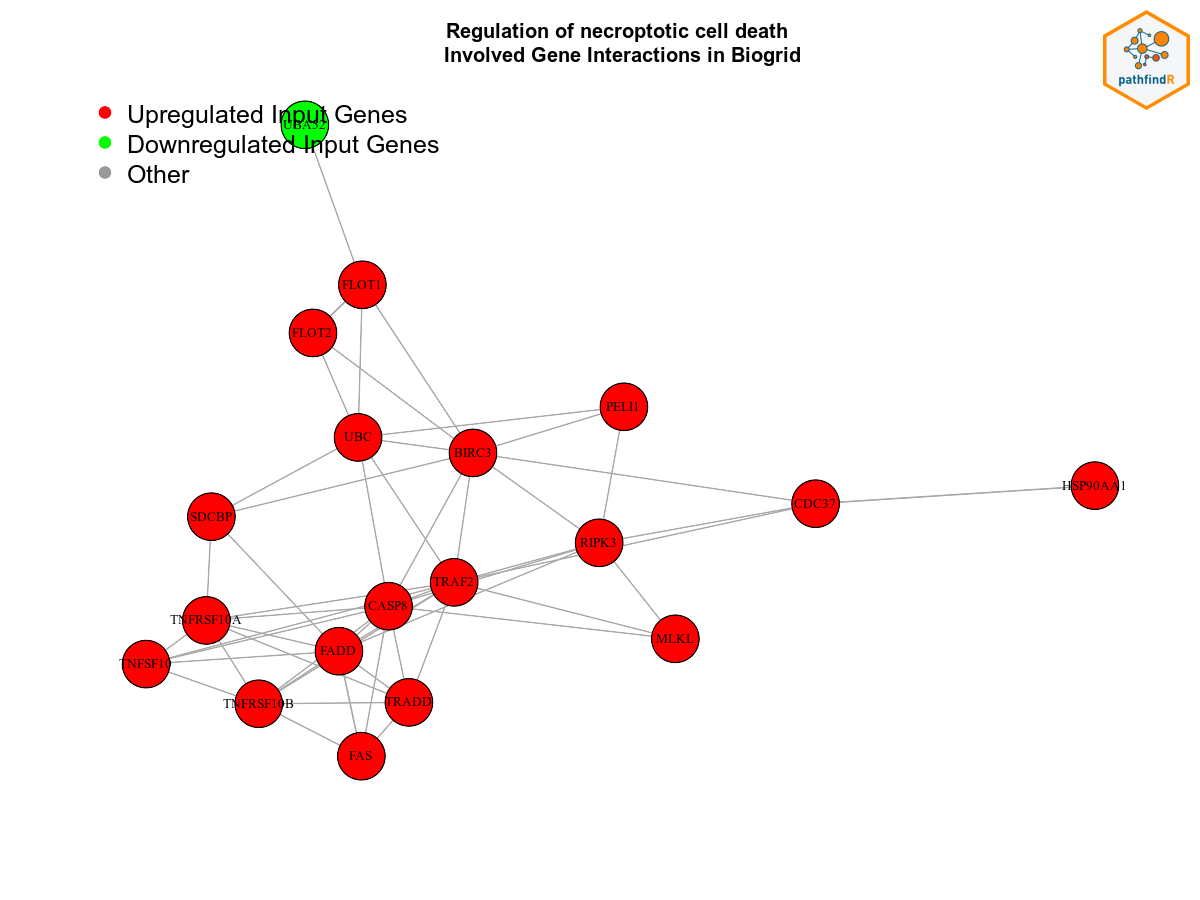 Regulation of necroptotic cell death
Involved Gene Interactions in Biogrid
pathfindR
Upregulated Input Genes
UBA52
Downregulated Input Genes
Other
FLOT1
FLOT2
PELI1
UBC
BIRC3
HSP90AA1
CDC37
SDCBP
RIPK3
TRAF2
CASP8
TNFRSF10A
MLKL
FADD
TNFSF10
TRADD
TNFRSF10B
FAS